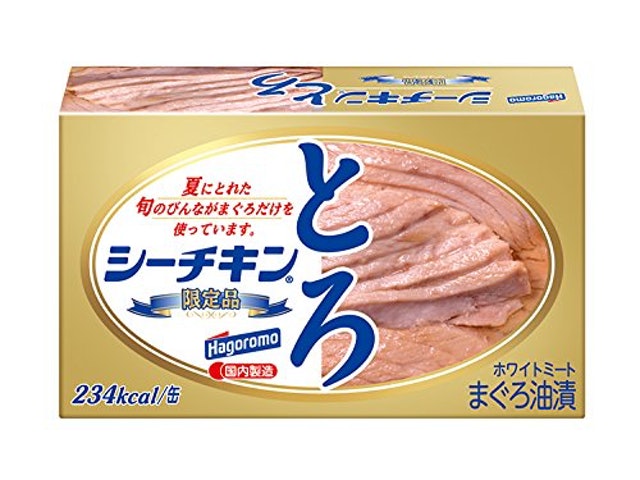 限定品
シーチキンとろ
Hagoromo
夏にとれた
旬のびんながまぐろだけを
使っています。
シーチキン®
とろ
限定品
Hagoromo
国内製造
234kcal/缶
ホワイトミート
まぐろ油漬